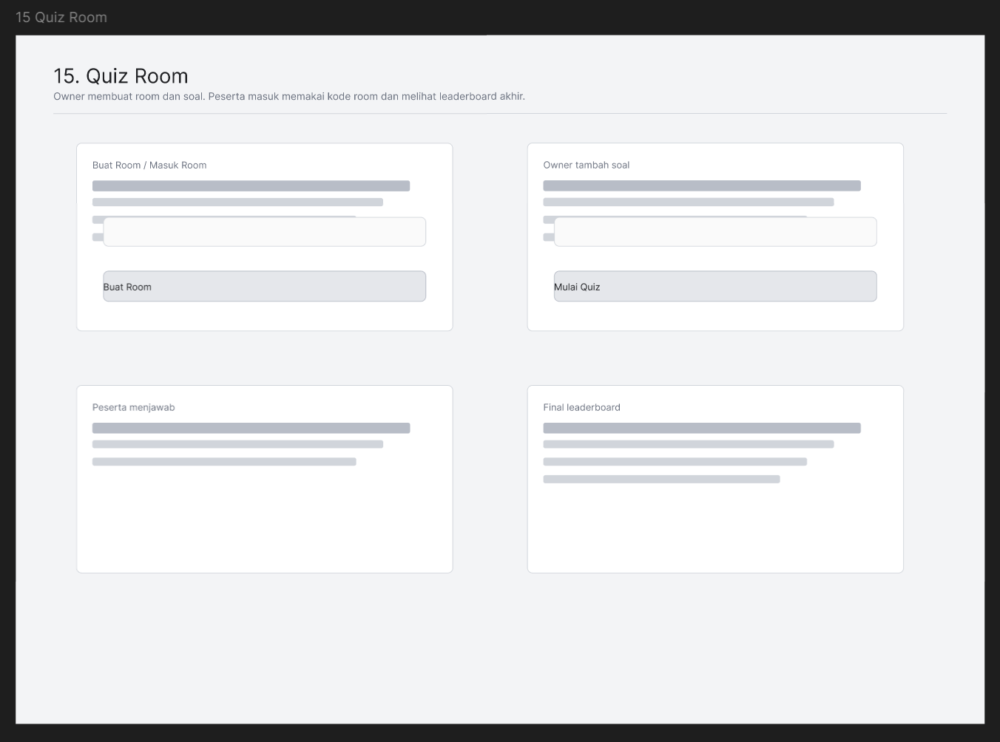 15 Quiz Room
15. Quiz Room
Owner membuat room dan soal. Peserta masuk memakai kode room dan melihat leaderboard akhir.
Buat Room / Masuk Room
Buat Room
Owner tambah soal
Mulai Quiz
Peserta menjawab
Final leaderboard